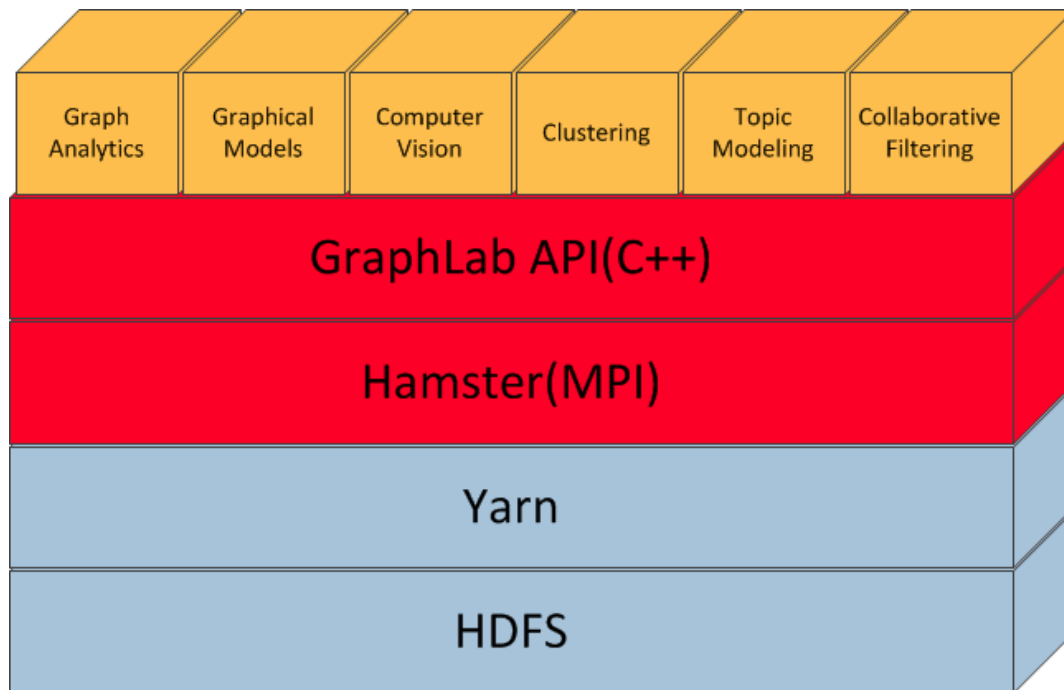 Graph
Analytics
Graphical
Models
Computer
Vision
Clustering
Topic
Modeling
Collaborative
Filtering
GraphLab API(C++)
Hamster(MPI)
Yarn
HDFS